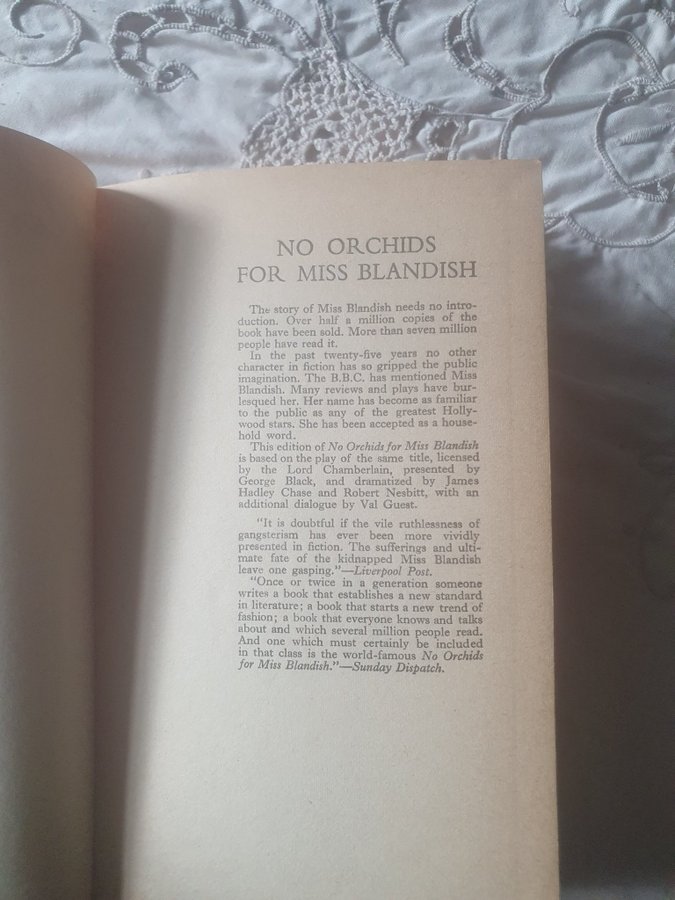 NO ORCHIDS
FOR MISS BLANDISH
The story of Miss Blandish needs no intro-
duction. Over half a million copies of the
book have been sold. More than seven million
people have read it.
In the past twenty-five years no other
character in fiction has so gripped the public
imagination. The B.B.C. has mentioned Miss
Blandish. Many reviews and plays have bur-
lesqued her. Her name has become as familiar
to the public as any of the greatest Holly-
wood stars. She has been accepted as a house-
hold word.
This edition of No Orchids for Miss Blandish
is based on the play of the same title, licensed
by the Lord Chamberlain, presented by
George Black, and dramatized by James
Hadley Chase and Robert Nesbitt, with an
additional dialogue by Val Guest.
"It is doubtful if the vile ruthlessness of
gangsterism has ever been more vividly
presented in fiction. The sufferings and ulti-
mate fate of the kidnapped Miss Blandish
leave one gasping."—Liverpool Post.
"Once or twice in a generation someone
writes a book that establishes a new standard
in literature; a book that starts a new trend of
fashion; a book that everyone knows and talks
about and which several million people read.
And one which must certainly be included
in that class is the world-famous No Orchids
for Miss Blandish."—Sunday Dispatch.